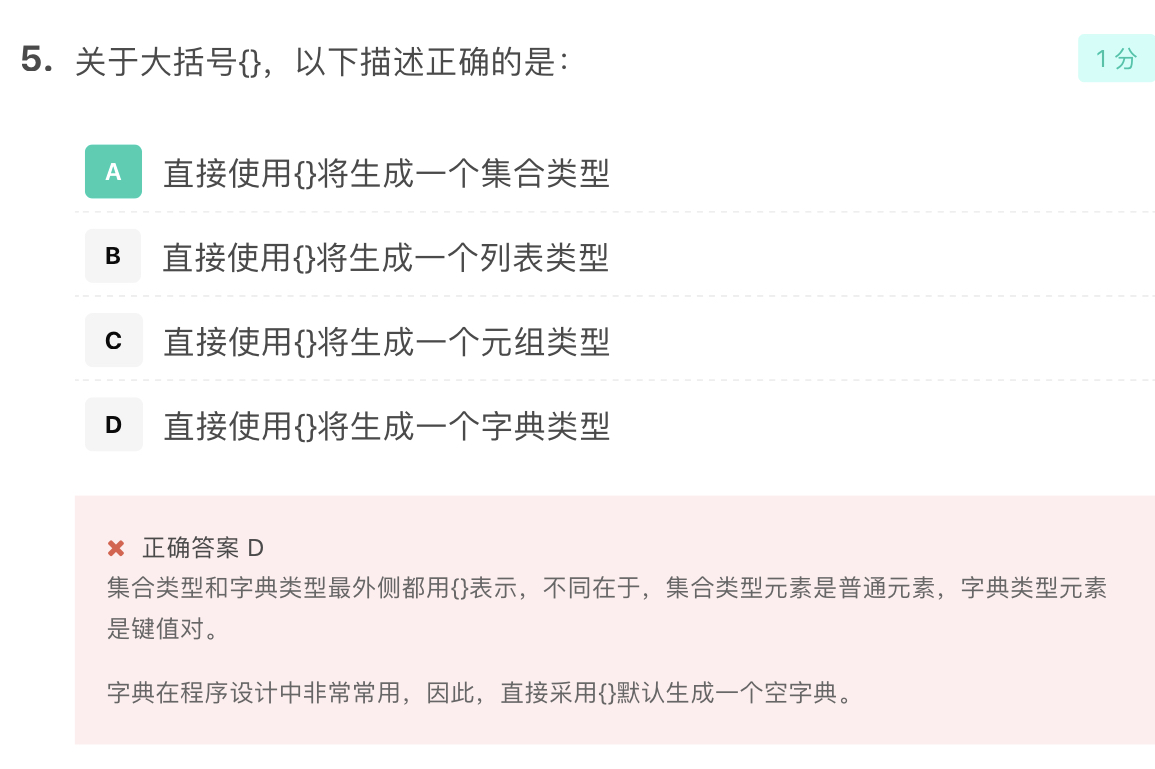 5. 关于大括号{}，以下描述正确的是：
1 分
A 直接使用{}将生成一个集合类型
B 直接使用{}将生成一个列表类型
C 直接使用{}将生成一个元组类型
D 直接使用{}将生成一个字典类型
正确答案 D
集合类型和字典类型最外侧都用{}表示，不同在于，集合类型元素是普通元素，字典类型元素
是键值对。
字典在程序设计中非常常用，因此，直接采用{}默认生成一个空字典。